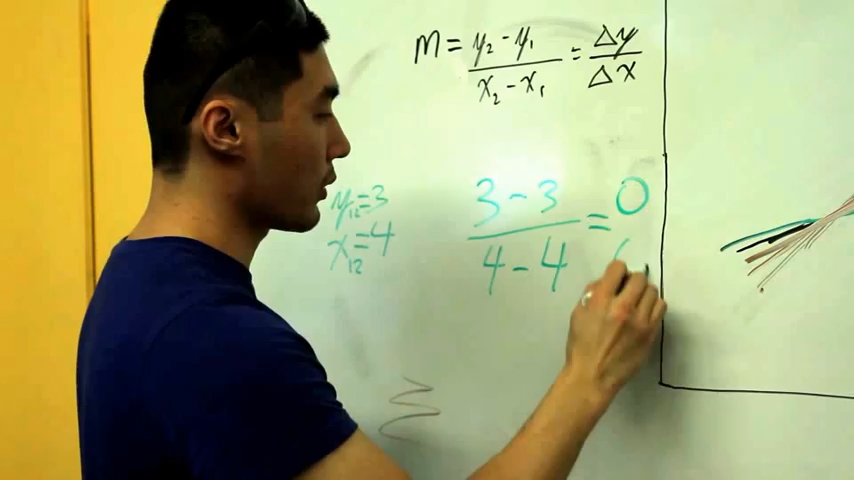 m = y₂ - y₁ / x₂ - x₁ = Δy / Δx
y₁₂ = 3
x₁₂ = 4
3 - 3 / 4 - 4 = 0